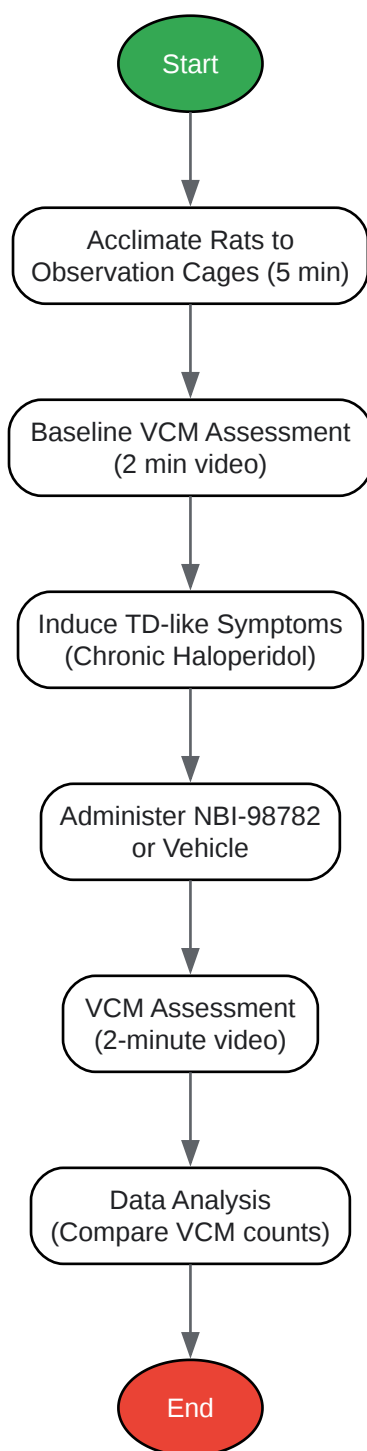 Start
Acclimate Rats to
Observation Cages (5 min)
Baseline VCM Assessment
(2 min video)
Induce TD-like Symptoms
(Chronic Haloperidol)
Administer NBI-98782
or Vehicle
VCM Assessment
(2-minute video)
Data Analysis
(Compare VCM counts)
End